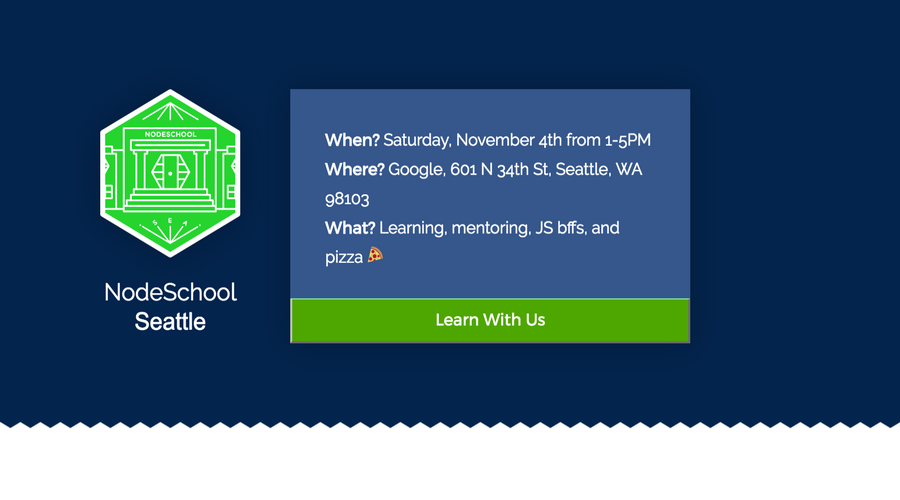 NODESCHOOL
S E A
NodeSchool
Seattle
When? Saturday, November 4th from 1-5PM
Where? Google, 601 N 34th St, Seattle, WA
98103
What? Learning, mentoring, JS bffs, and
pizza 🍕
Learn With Us